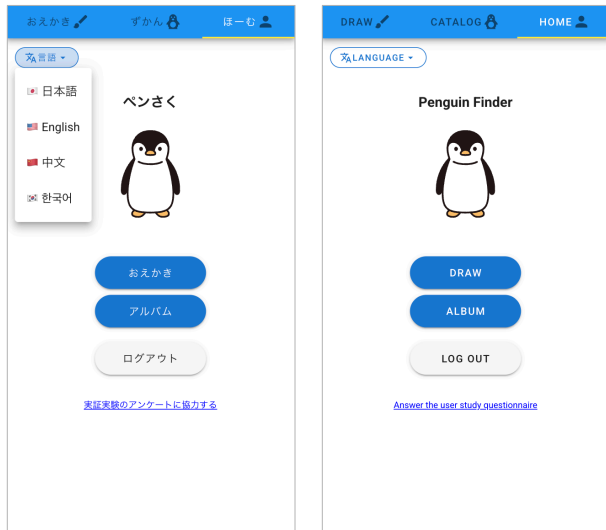 おえかき ずかん ほーむ
言語
日本語
English
中文
한국어
ペンさく
おえかき
アルバム
ログアウト
実証実験のアンケートに協力する
DRAW CATALOG HOME
LANGUAGE
Penguin Finder
DRAW
ALBUM
LOG OUT
Answer the user study questionnaire